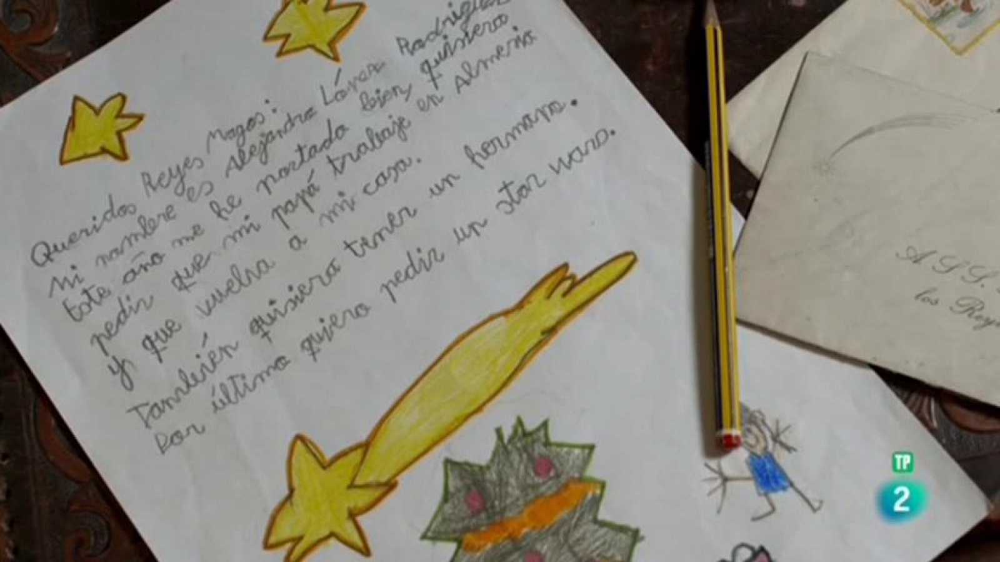 Queridos Reyes Magos:
Mi nombre es Alejandro López Rodríguez
Este año me he portado bien, quisiera
pedir que mi papá trabaje en Almería
y que vuelva a mi casa.
También quisiera tener un hermano.
Por último quiero pedir un star wars.
A SS.
los Reye
TP
2